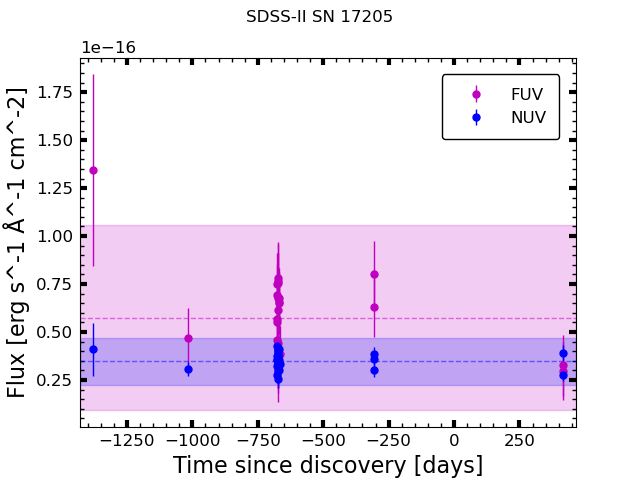 SDSS-II SN 17205
1e−16
FUV
NUV
1.75
1.50
1.25
1.00
0.75
0.50
0.25
Flux [erg s^-1 Å^-1 cm^-2]
−1250 −1000 −750 −500 −250 0 250
Time since discovery [days]